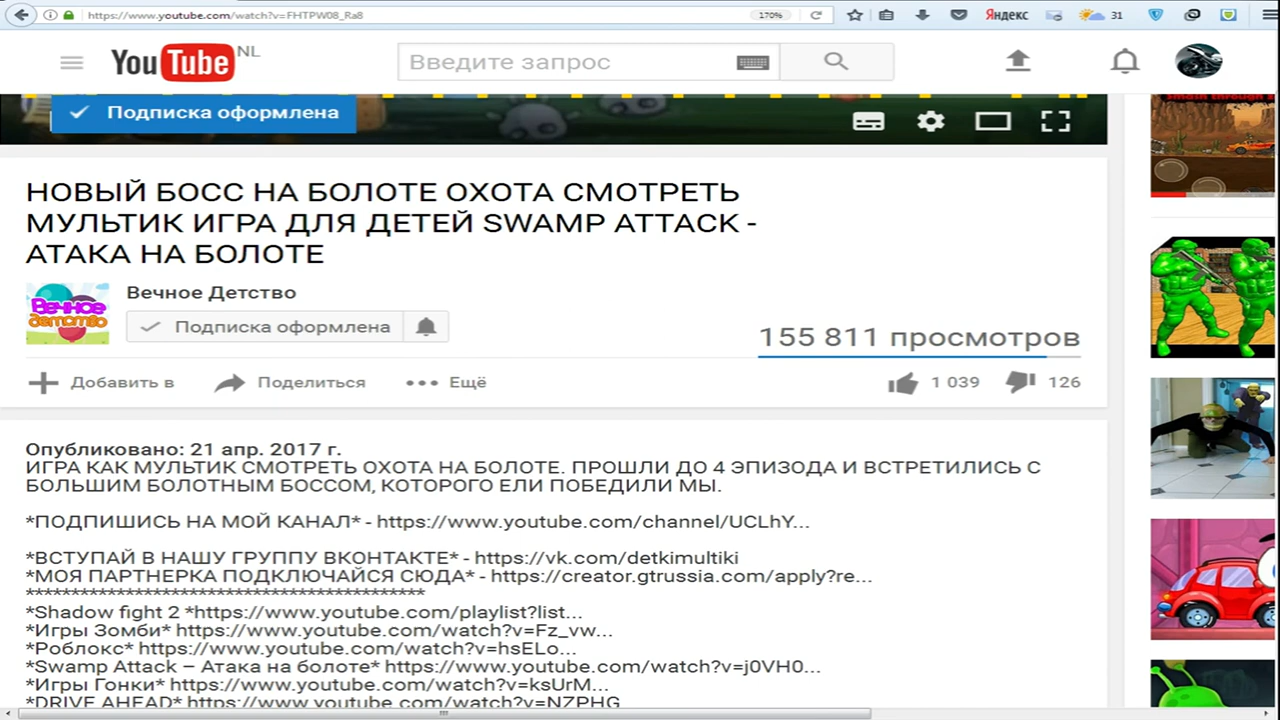 https://www.youtube.com/watch?v=FHTPW08_Ra8
170%
Яндекс
31
YouTube NL
Введите запрос
Подписка оформлена
НОВЫЙ БОСС НА БОЛОТЕ ОХОТА СМОТРЕТЬ
МУЛЬТИК ИГРА ДЛЯ ДЕТЕЙ SWAMP ATTACK -
АТАКА НА БОЛОТЕ
Вечное Детство
Вечное
детство
Подписка оформлена
155 811 просмотров
Добавить в
Поделиться
Ещё
1 039
126
Опубликовано: 21 апр. 2017 г.
ИГРА КАК МУЛЬТИК СМОТРЕТЬ ОХОТА НА БОЛОТЕ. ПРОШЛИ ДО 4 ЭПИЗОДА И ВСТРЕТИЛИСЬ С
БОЛЬШИМ БОЛОТНЫМ БОССОМ, КОТОРОГО ЕЛИ ПОБЕДИЛИ МЫ.
*ПОДПИШИСЬ НА МОЙ КАНАЛ* - https://www.youtube.com/channel/UCLhY...
*ВСТУПАЙ В НАШУ ГРУППУ ВКОНТАКТЕ* - https://vk.com/detkimultiki
*МОЯ ПАРТНЕРКА ПОДКЛЮЧАЙСЯ СЮДА* - https://creator.gtrussia.com/apply?re...
******************************************
*Shadow fight 2 *https://www.youtube.com/playlist?list...
*Игры Зомби* https://www.youtube.com/watch?v=Fz_vw...
*Роблокс* https://www.youtube.com/watch?v=hsELo...
*Swamp Attack – Атака на болоте* https://www.youtube.com/watch?v=j0VH0...
*Игры Гонки* https://www.youtube.com/watch?v=ksUrM...
*DRIVE AHEAD* https://www.youtube.com/watch?v=NZPHG